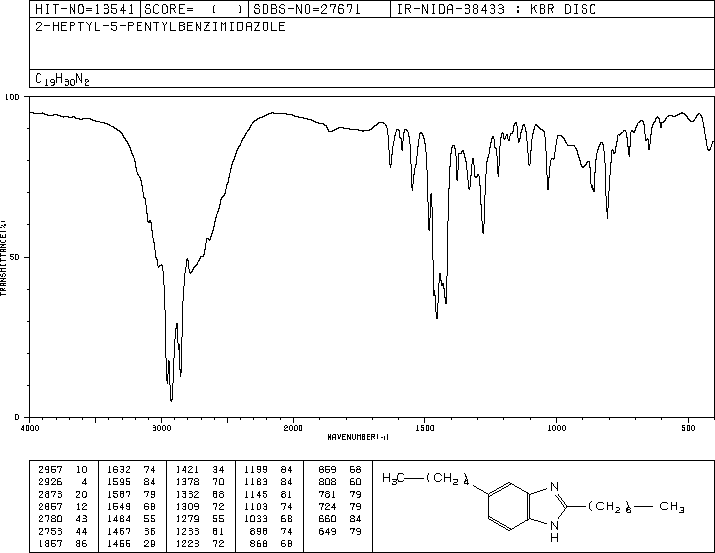 HIT-NO=13541 SCORE= ( ) SDBS-NO=27671 IR-NIDA-38433 : KBR DISC
2-HEPTYL-5-PENTYLBENZIMIDAZOLE
C19H30N2
100
TRANSMITTANCE(%)
50
0
4000 3000 2000 1500 1000 500
WAVENUMBER(-1)
2957 10 1632 74 1421 34 1199 84 869 68
2926 4 1595 84 1378 70 1183 84 808 60
2873 20 1587 79 1332 68 1145 81 781 79
2857 12 1549 68 1309 72 1103 74 724 79
2780 43 1484 55 1279 55 1033 68 660 84
2753 44 1467 36 1233 81 898 74 649 79
1867 86 1456 29 1223 72 868 68
H3C—(CH2)4
N
(CH2)6—CH3
N
H